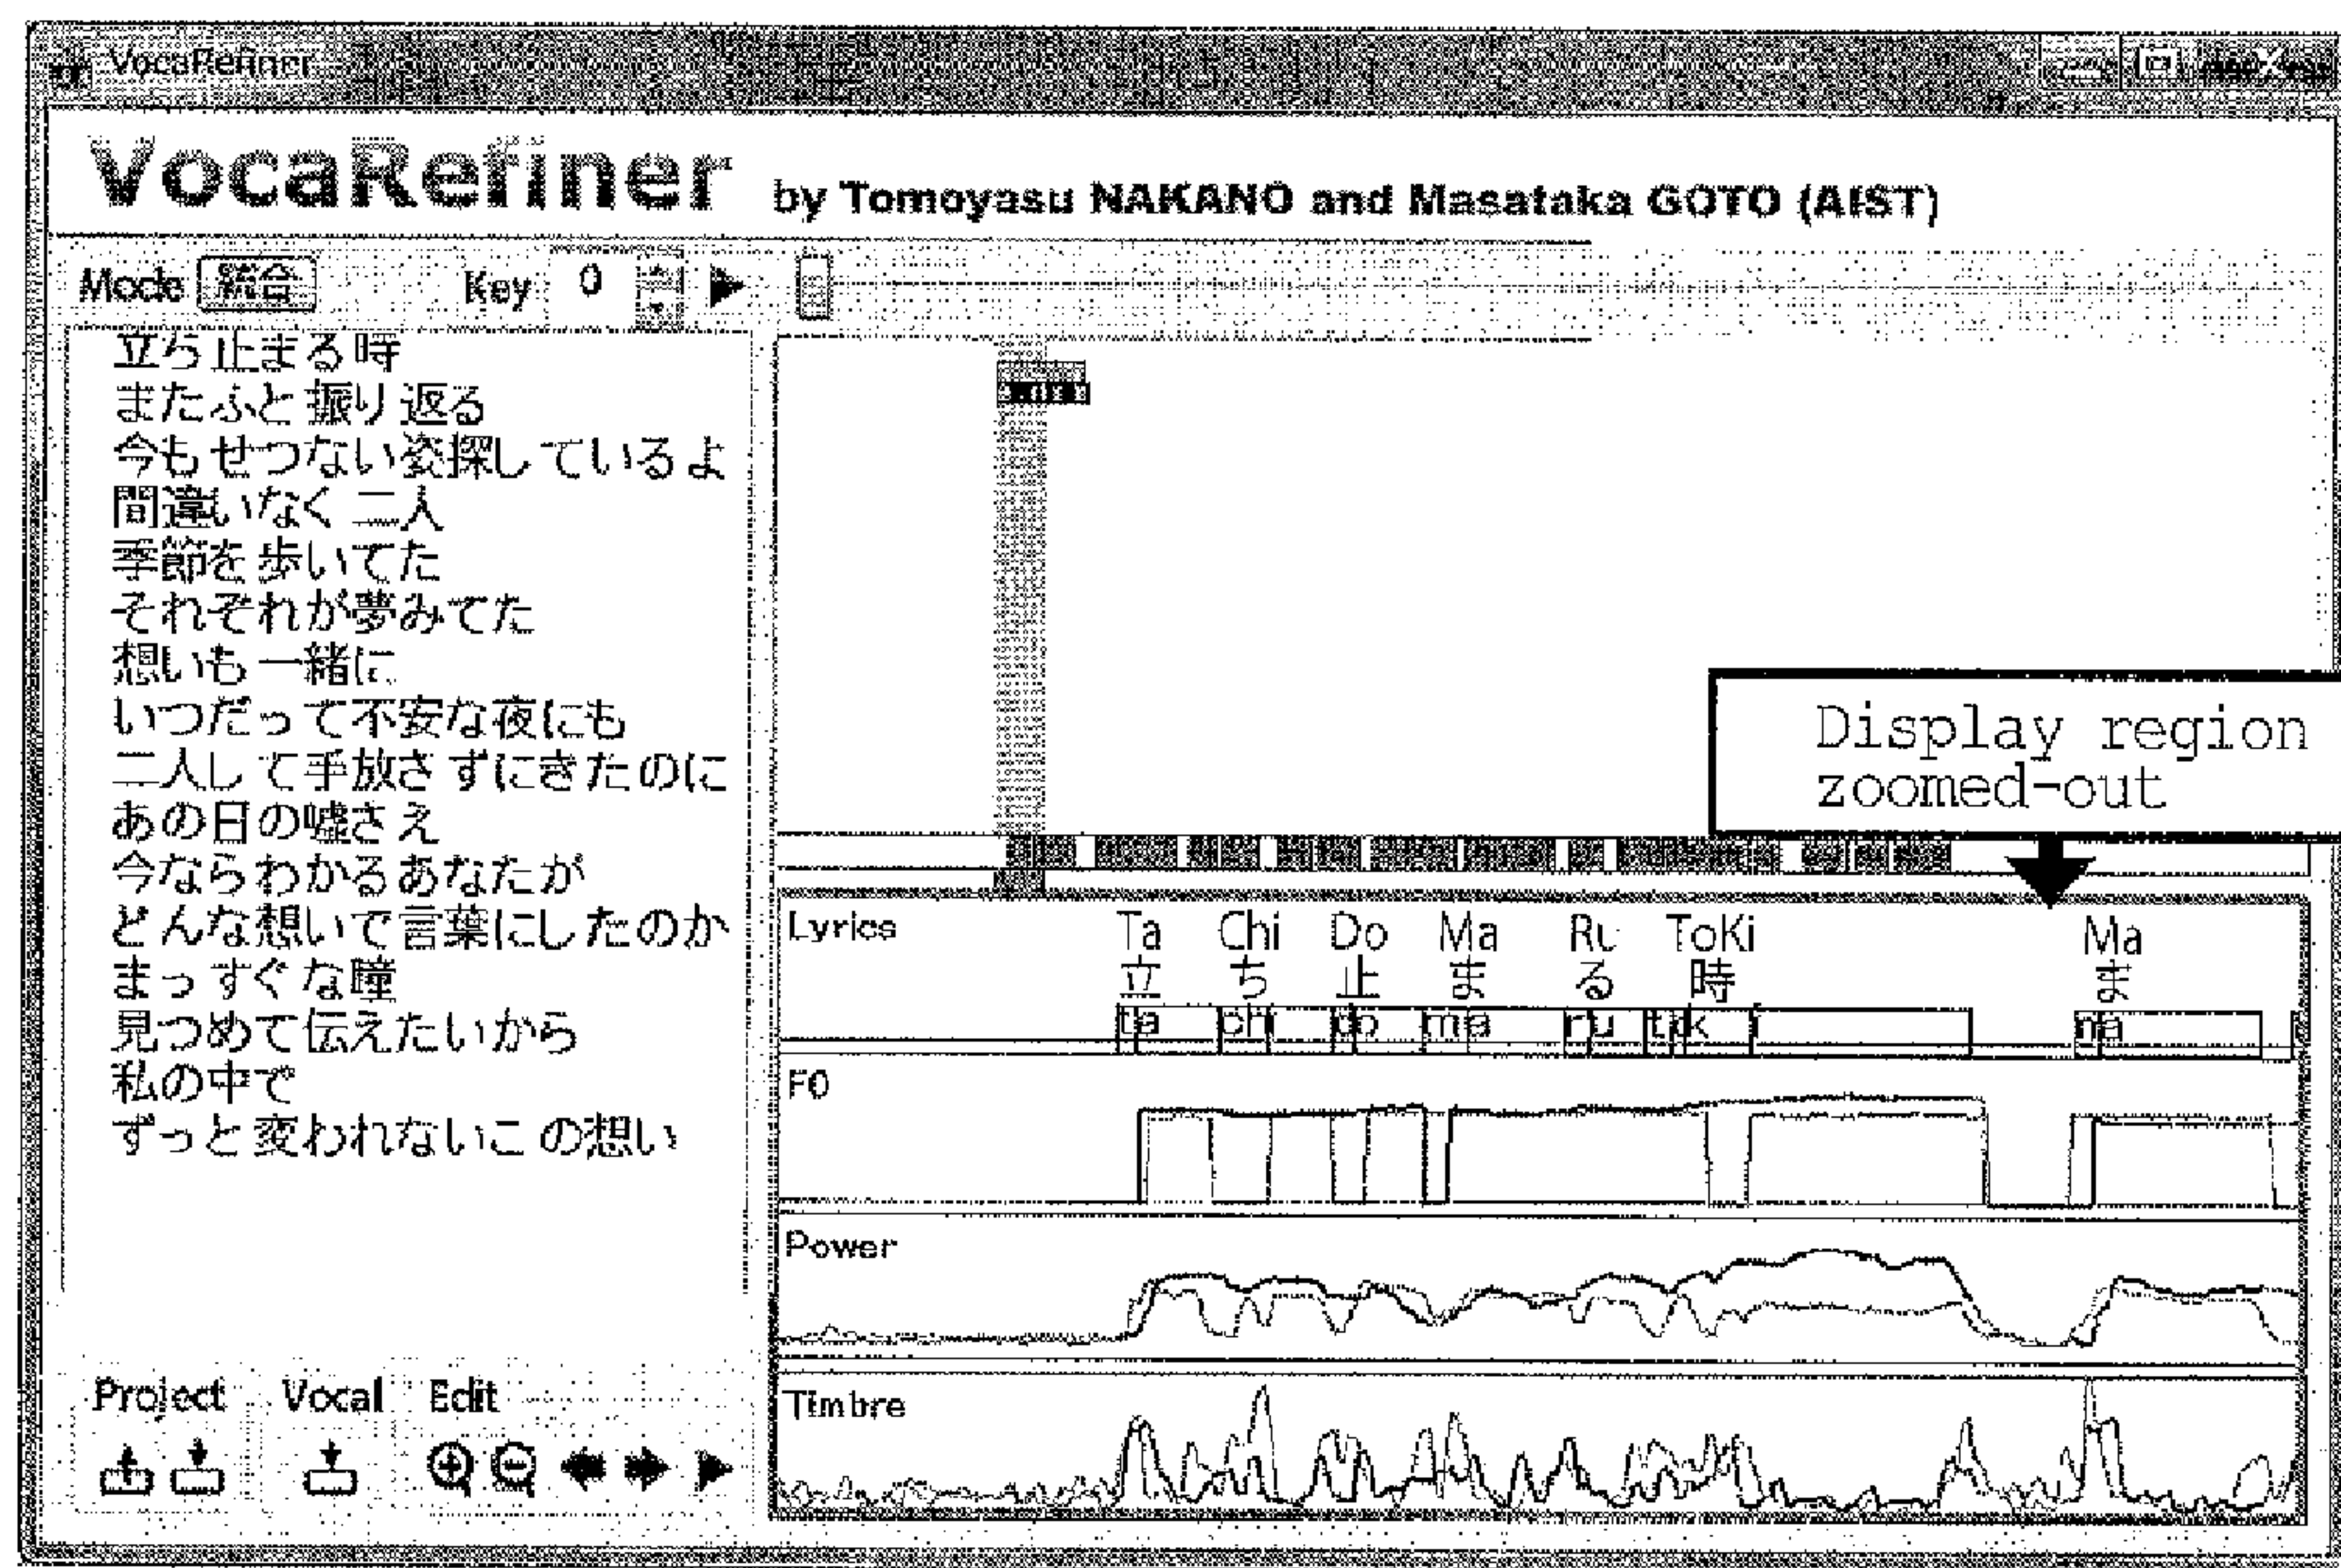 VocaRefiner
VocaRefiner by Tomoyasu NAKANO and Masataka GOTO (AIST)
Mode 統合 Key 0
立ち止まる時
またふと振り返る
今もせつない姿探しているよ
間違いなく二人
季節を歩いてた
それぞれが夢みてた
想いも一緒に
いつだって不安な夜にも
二人して手放さずにきたのに
あの日の嘘さえ
今ならわかるあなたが
どんな想いで言葉にしたのか
まっすぐな瞳
見つめて伝えたいから
私の中で
ずっと変われないこの想い
Project Vocal Edit
Display region
zoomed-out
Lyrics Ta Chi Do Ma Ru ToKi Ma
立 ち 止 ま る 時 ま
ta ch do ma ru t k
F0
Power
Timbre